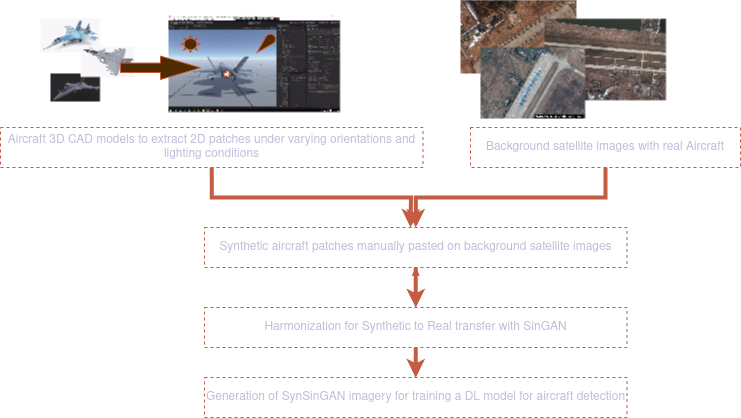 Aircraft 3D CAD models to extract 2D patches under varying orientations and
lighting conditions
Background satellite images with real Aircraft
Synthetic aircraft patches manually pasted on background satellite images
Harmonization for Synthetic to Real transfer with SinGAN
Generation of SynSinGAN imagery for training a DL model for aircraft detection